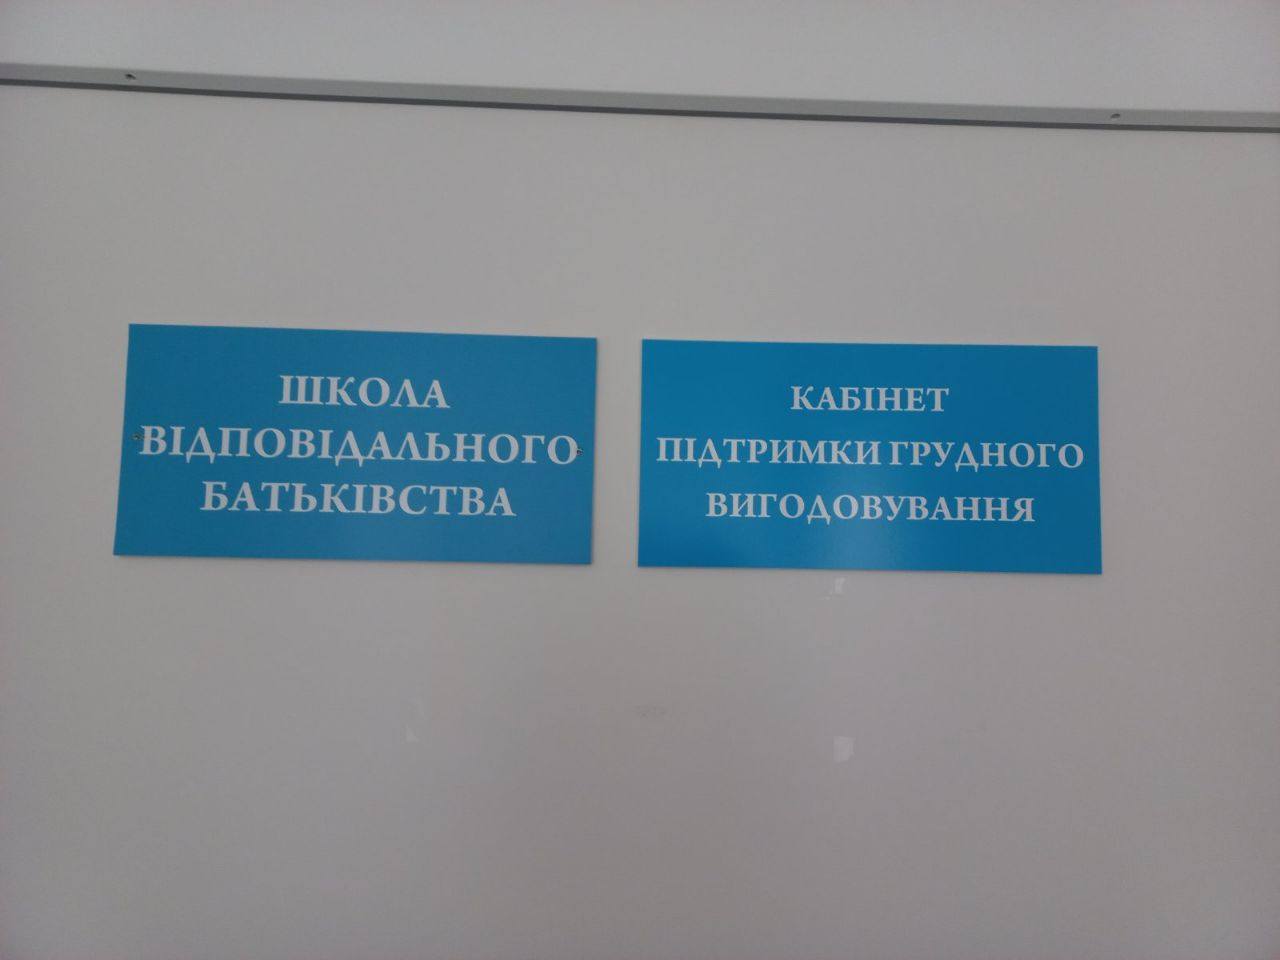 ШКОЛА
ВІДПОВІДАЛЬНОГО
БАТЬКІВСТВА
КАБІНЕТ
ПІДТРИМКИ ГРУДНОГО
ВИГОДОВУВАННЯ